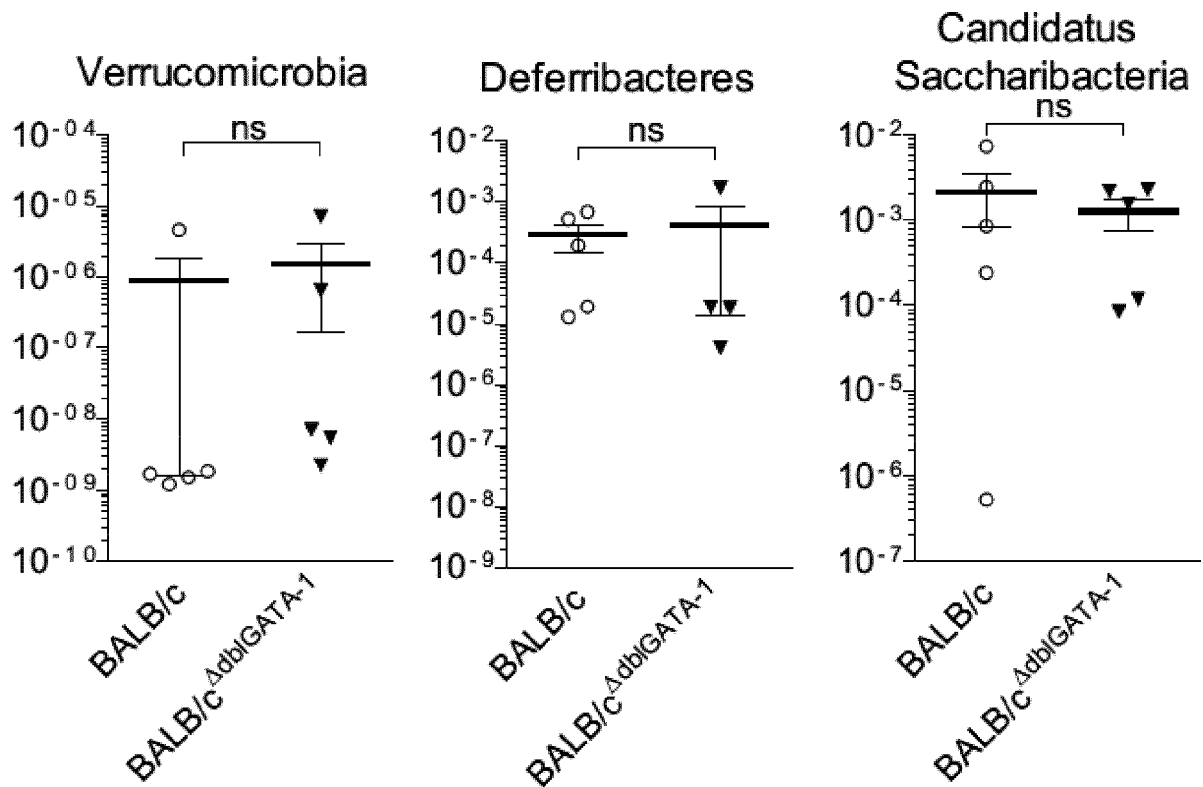 Verrucomicrobia
ns
10^-04
10^-05
10^-06
10^-07
10^-08
10^-09
10^-10
BALB/c
BALB/c^ΔdblGATA-1
Deferribacteres
ns
10^-2
10^-3
10^-4
10^-5
10^-6
10^-7
10^-8
10^-9
BALB/c
BALB/c^ΔdblGATA-1
Candidatus
Saccharibacteria
ns
10^-2
10^-3
10^-4
10^-5
10^-6
10^-7
BALB/c
BALB/c^ΔdblGATA-1